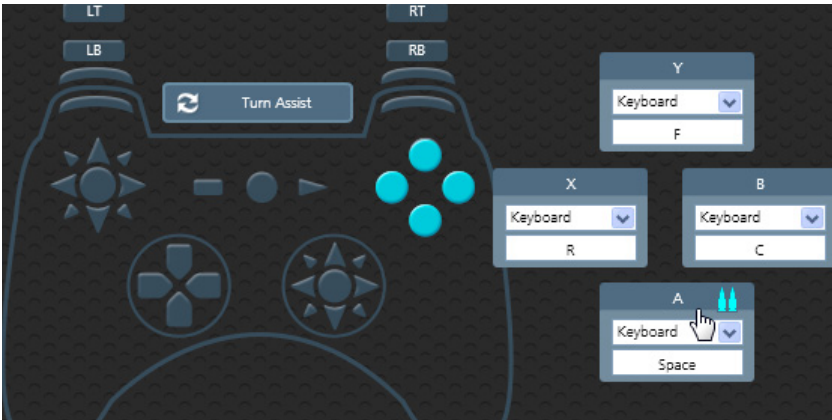 LT
RT
LB
RB
Turn Assist
Y
Keyboard
F
X
Keyboard
R
B
Keyboard
C
A
Keyboard
Space